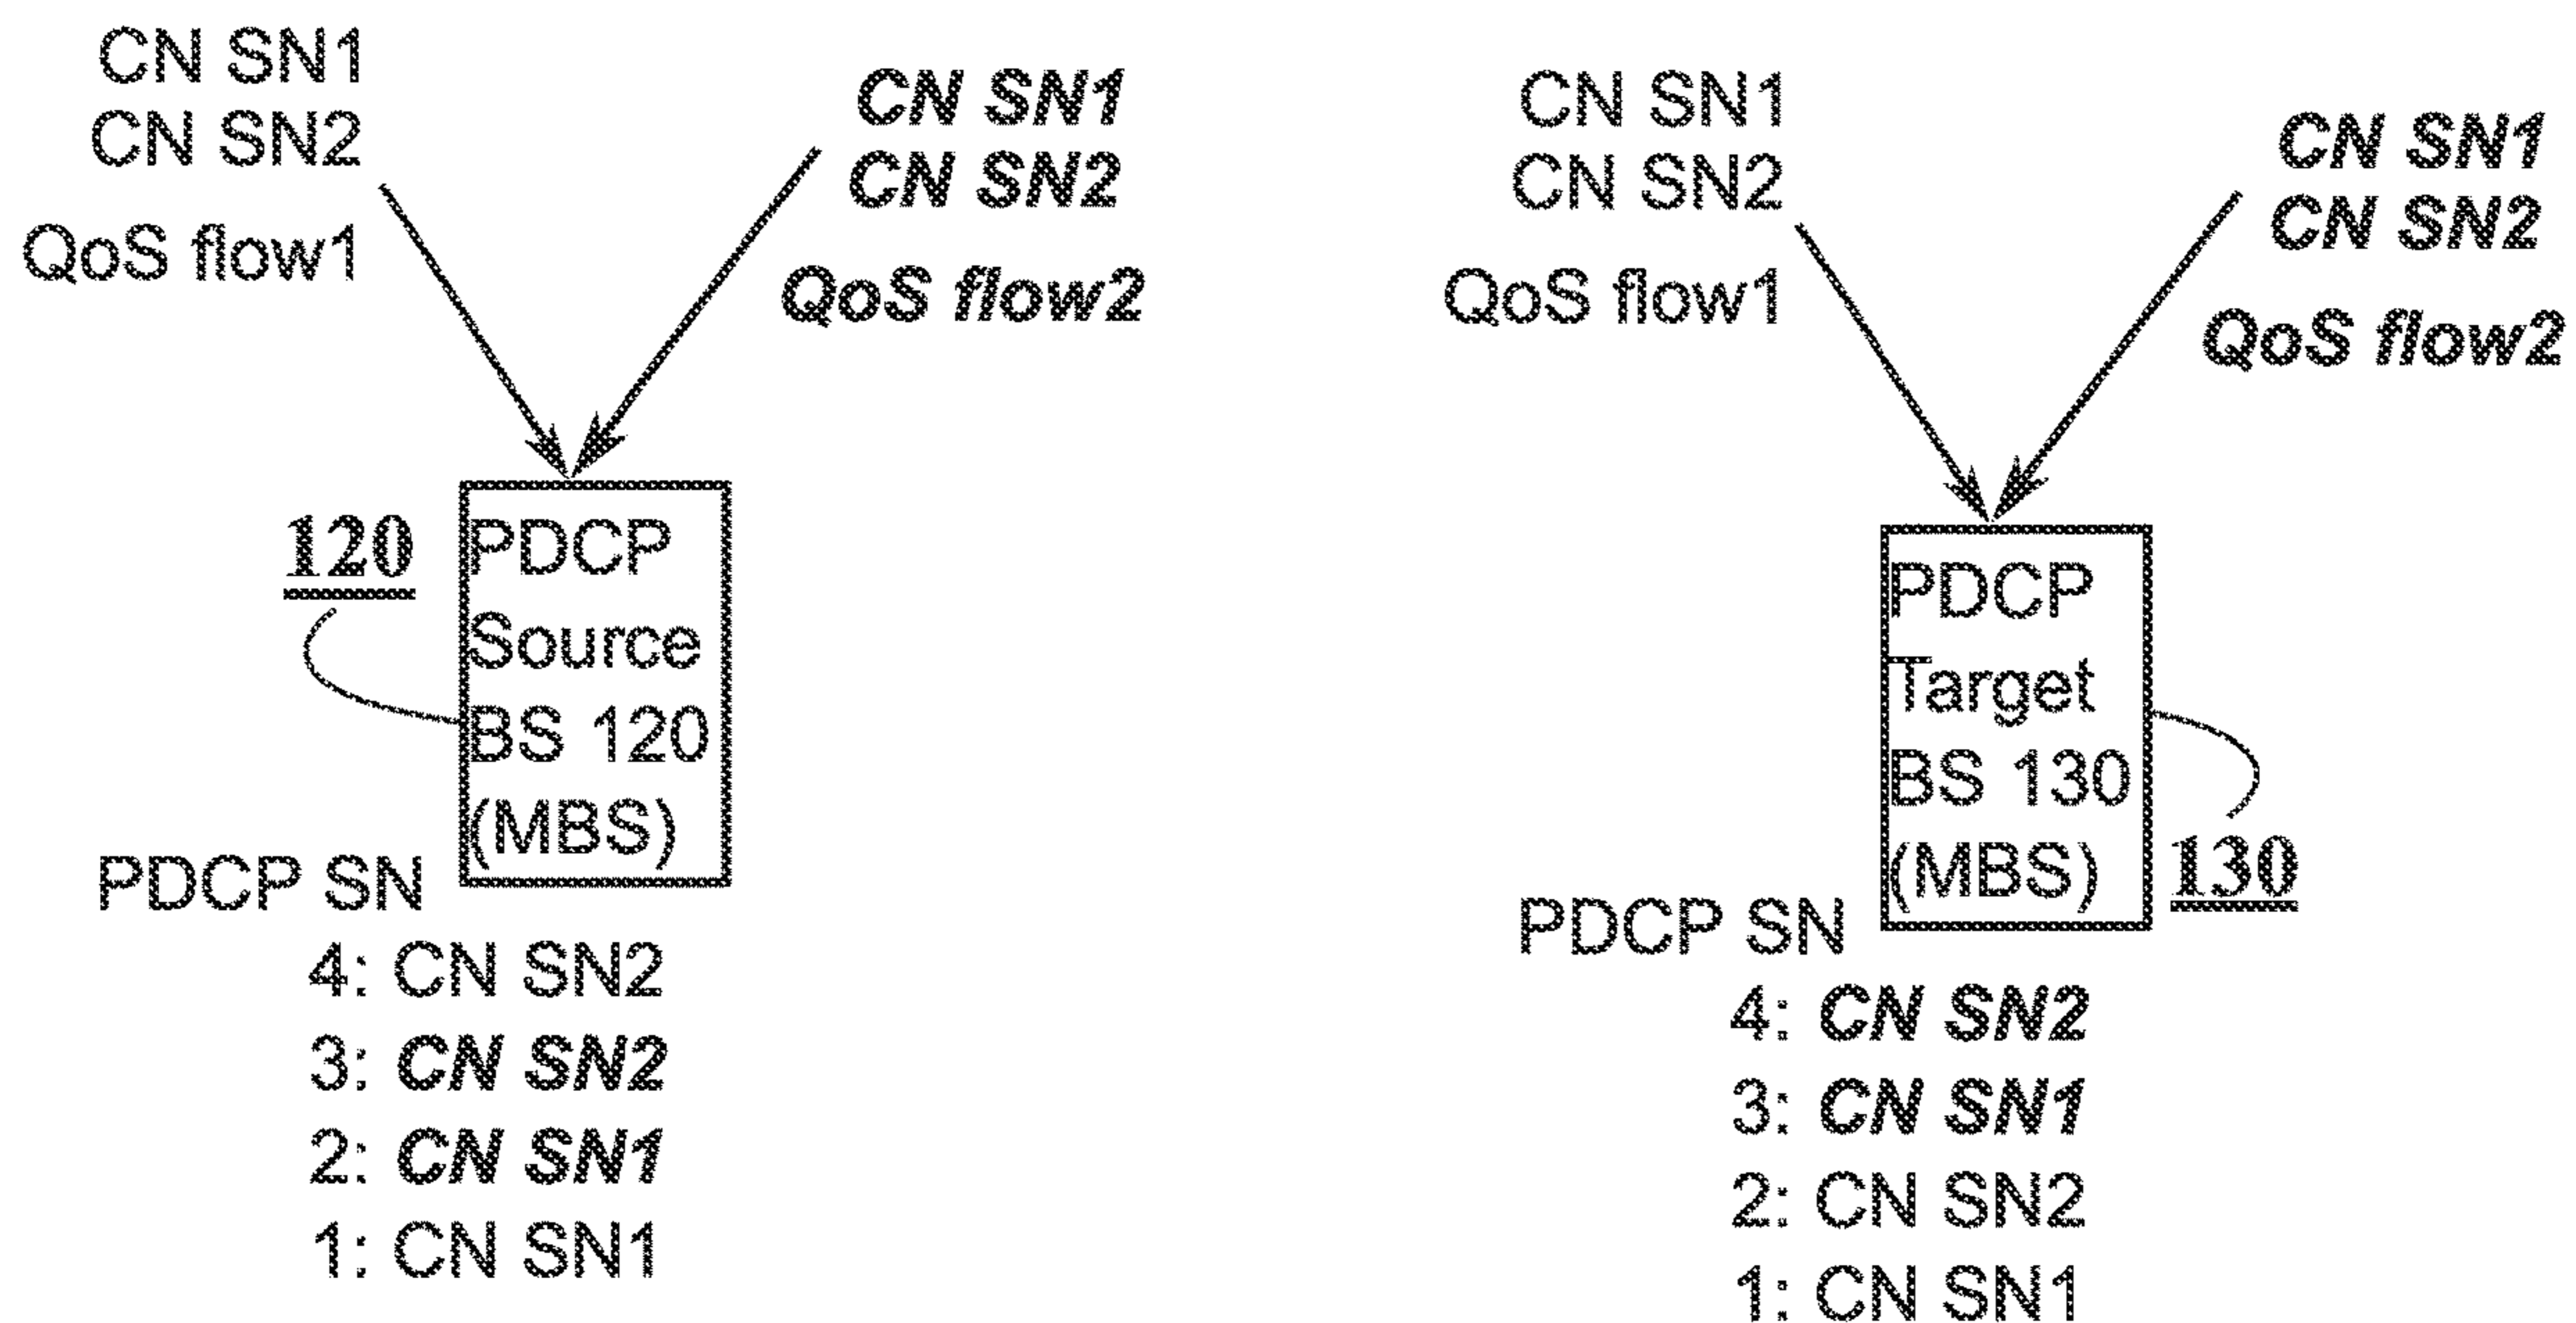 CN SN1
CN SN2
QoS flow1
CN SN1
CN SN2
QoS flow2
120
PDCP
Source
BS 120
(MBS)
PDCP SN
4: CN SN2
3: CN SN2
2: CN SN1
1: CN SN1
CN SN1
CN SN2
QoS flow1
CN SN1
CN SN2
QoS flow2
PDCP
Target
BS 130
(MBS)
130
PDCP SN
4: CN SN2
3: CN SN1
2: CN SN2
1: CN SN1